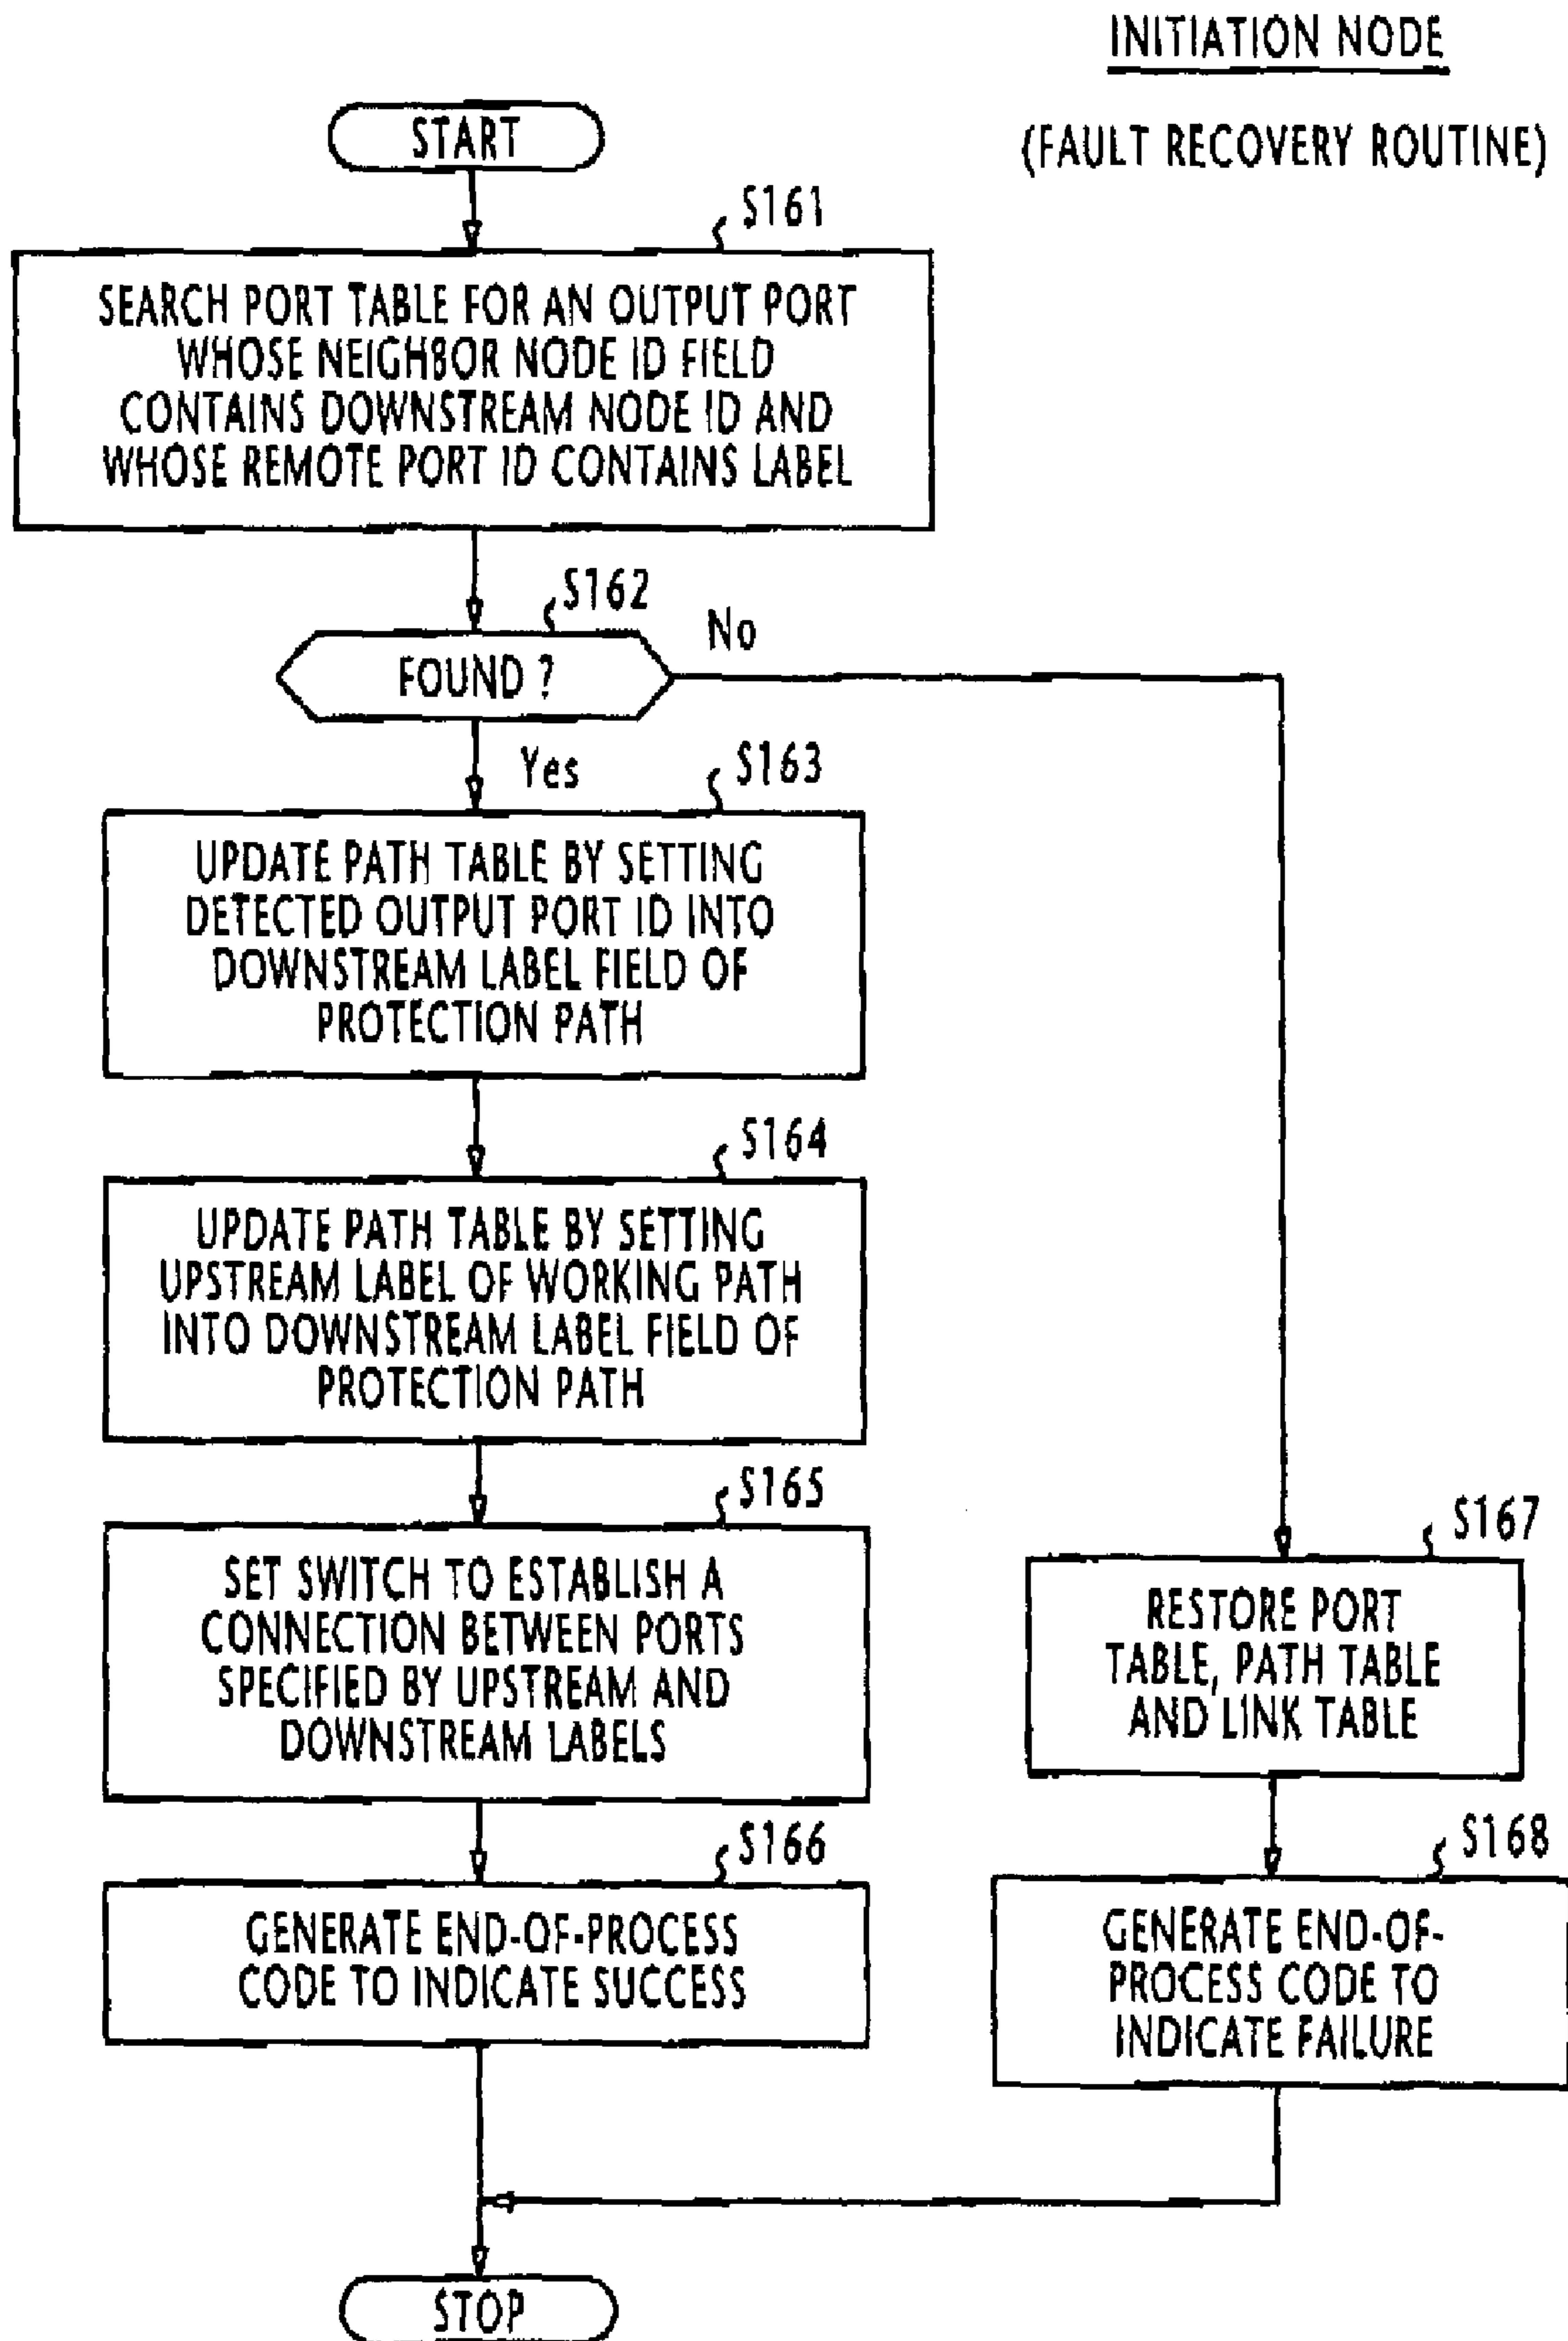 INITIATION NODE
(FAULT RECOVERY ROUTINE)
START
S161
SEARCH PORT TABLE FOR AN OUTPUT PORT
WHOSE NEIGHBOR NODE ID FIELD
CONTAINS DOWNSTREAM NODE ID AND
WHOSE REMOTE PORT ID CONTAINS LABEL
S162
FOUND ?
No
Yes
S163
UPDATE PATH TABLE BY SETTING
DETECTED OUTPUT PORT ID INTO
DOWNSTREAM LABEL FIELD OF
PROTECTION PATH
S164
UPDATE PATH TABLE BY SETTING
UPSTREAM LABEL OF WORKING PATH
INTO DOWNSTREAM LABEL FIELD OF
PROTECTION PATH
S165
SET SWITCH TO ESTABLISH A
CONNECTION BETWEEN PORTS
SPECIFIED BY UPSTREAM AND
DOWNSTREAM LABELS
S166
GENERATE END-OF-PROCESS
CODE TO INDICATE SUCCESS
S167
RESTORE PORT
TABLE, PATH TABLE
AND LINK TABLE
S168
GENERATE END-OF-
PROCESS CODE TO
INDICATE FAILURE
STOP